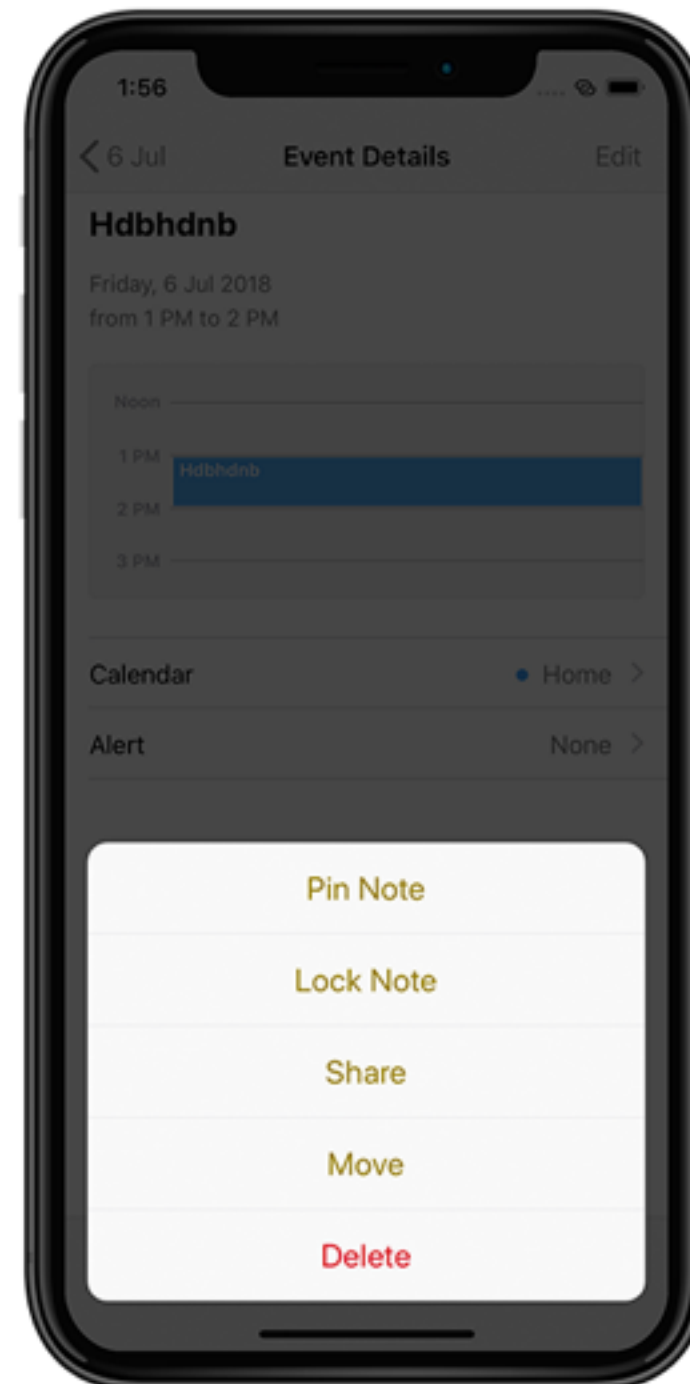 1:56
6 Jul Event Details Edit
Hdbhdnb
Friday, 6 Jul 2018
from 1 PM to 2 PM
Noon
1 PM
Hdbhdnb
2 PM
3 PM
Calendar Home
Alert None
Pin Note
Lock Note
Share
Move
Delete